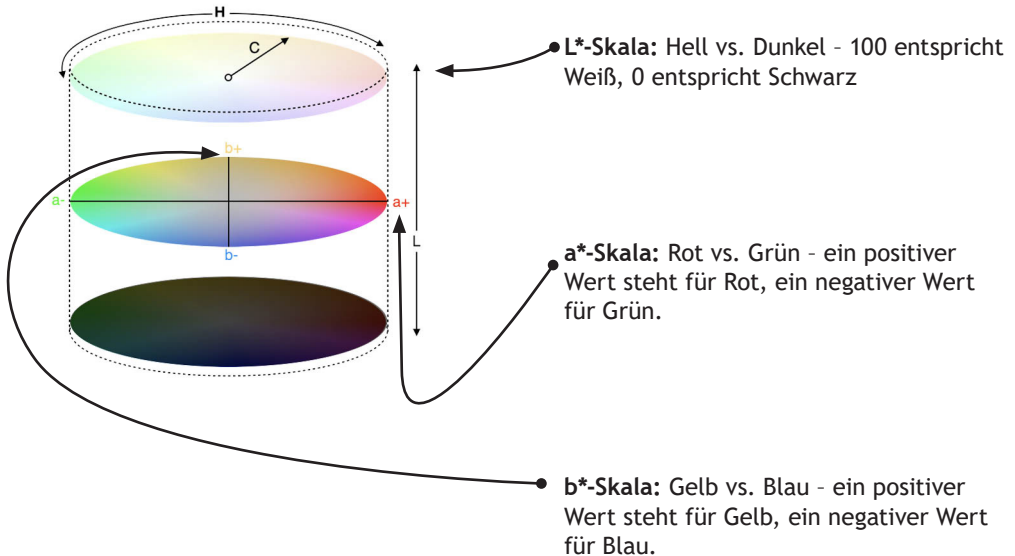 H
C
L*-Skala: Hell vs. Dunkel – 100 entspricht
Weiß, 0 entspricht Schwarz
b+
a-
a+
L
b-
a*-Skala: Rot vs. Grün – ein positiver
Wert steht für Rot, ein negativer Wert
für Grün.
b*-Skala: Gelb vs. Blau – ein positiver
Wert steht für Gelb, ein negativer Wert
für Blau.